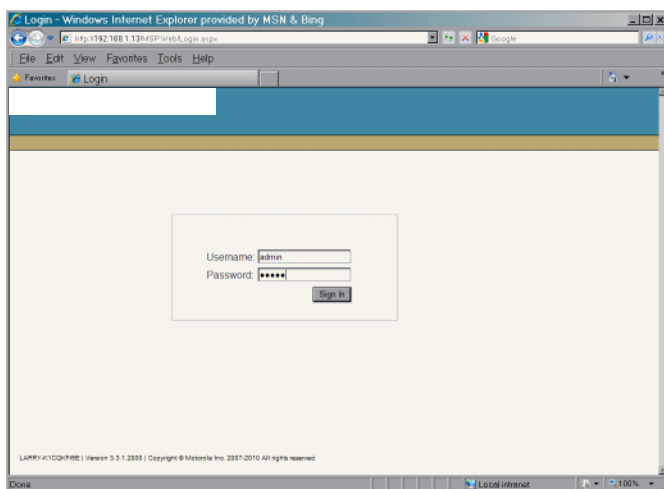 Login - Windows Internet Explorer provided by MSN & Bing
http://192.168.1.13/MSP.Web/Login.aspx
Google
File Edit View Favorites Tools Help
Favorites Login
Username: admin
Password: •••••
Sign In
LARRY-K1CQKFI6E | Version 3.3.1.2000 | Copyright © Motorola Inc. 2007-2010 All rights reserved.
Done Local intranet 100%